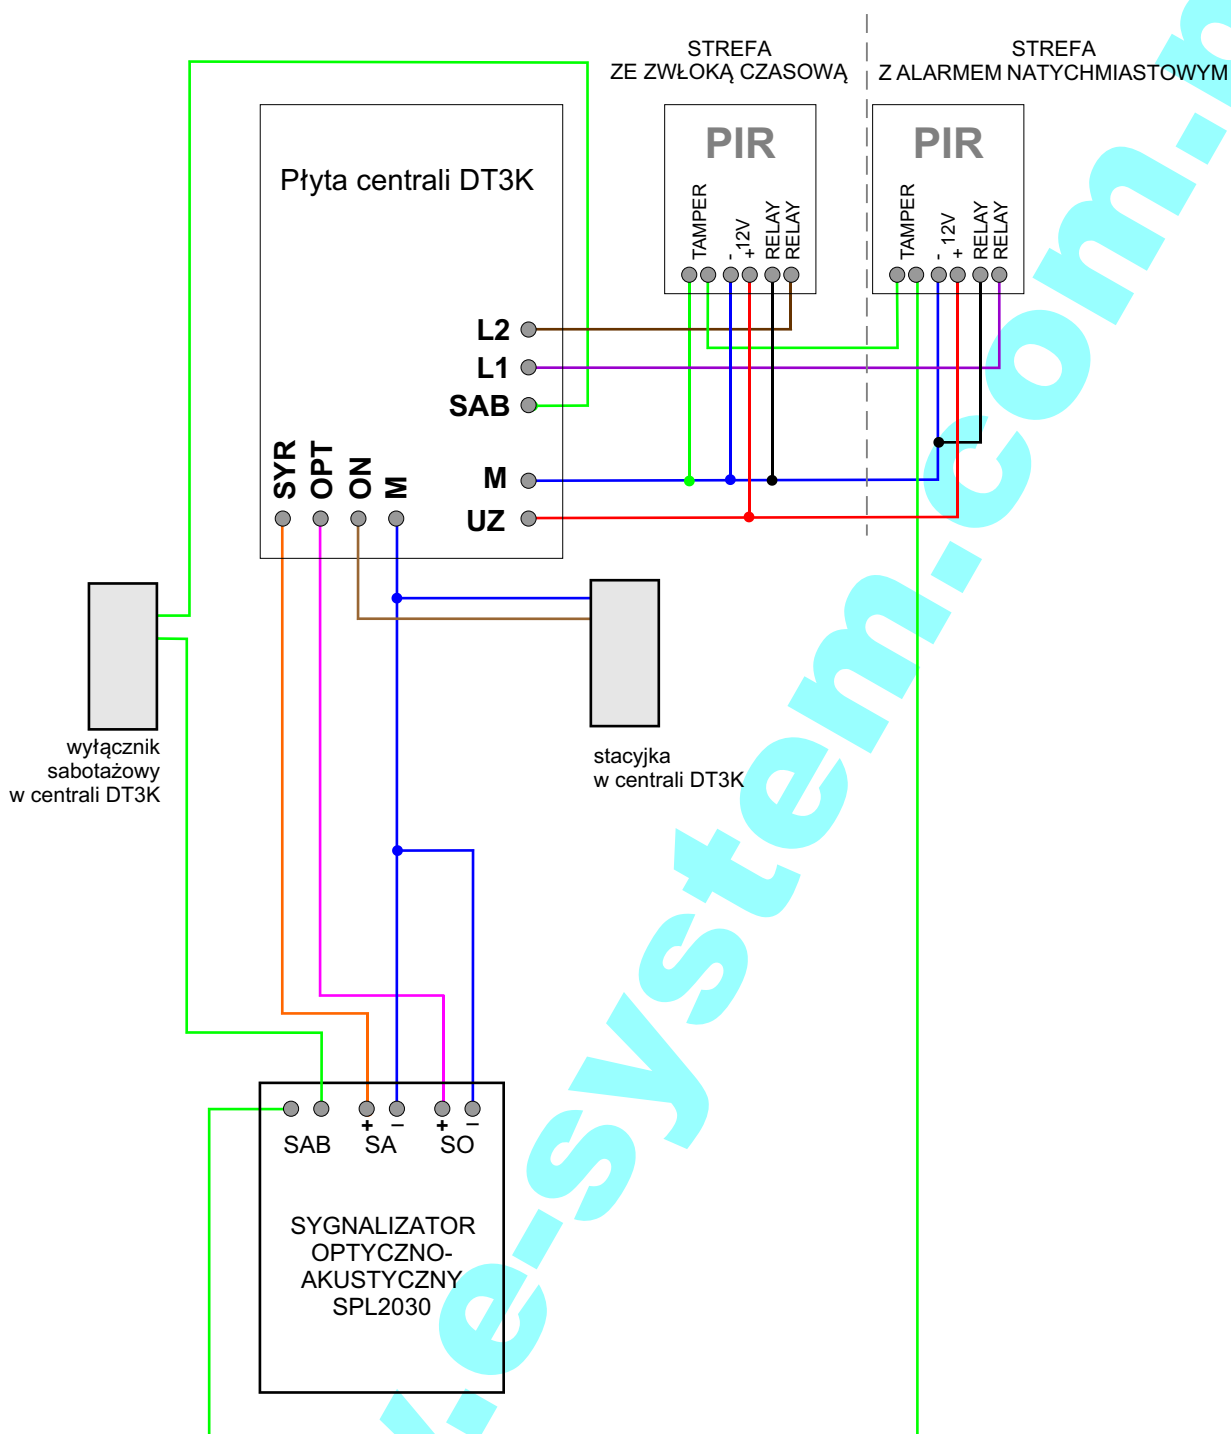 STREFA
ZE ZWŁOKĄ CZASOWĄ
STREFA
Z ALARMEM NATYCHMIASTOWYM
Płyta centrali DT3K
PIR
TAMPER
-
+
12V
RELAY
RELAY
PIR
TAMPER
-
+
12V
RELAY
RELAY
L2
L1
SAB
M
UZ
SYR
OPT
ON
M
wyłącznik
sabotażowy
w centrali DT3K
stacyjka
w centrali DT3K
+ – + –
SAB SA SO
SYGNALIZATOR
OPTYCZNO-
AKUSTYCZNY
SPL2030
.e-system.com.